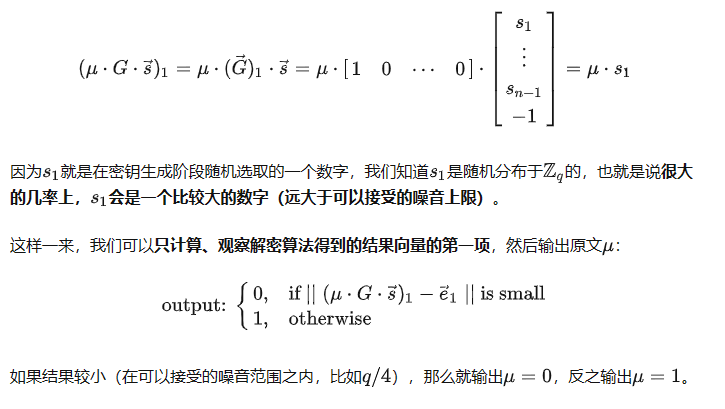 $(\mu \cdot G \cdot \vec{s})_1 = \mu \cdot (\vec{G})_1 \cdot \vec{s} = \mu \cdot [\, 1 \quad 0 \quad \cdots \quad 0 \,] \cdot \begin{bmatrix} s_1 \\ \vdots \\ s_{n-1} \\ -1 \end{bmatrix} = \mu \cdot s_1$
因为$s_1$就是在密钥生成阶段随机选取的一个数字，我们知道$s_1$是随机分布于$\mathbb{Z}_q$的，也就是说很大
的几率上，$s_1$会是一个比较大的数字（远大于可以接受的噪音上限）。
这样一来，我们可以只计算、观察解密算法得到的结果向量的第一项，然后输出原文$\mu$：
$\text{output: } \begin{cases} 0, & \text{if } || (\mu \cdot G \cdot \vec{s})_1 - \vec{e}_1 || \text{ is small} \\ 1, & \text{otherwise} \end{cases}$
如果结果较小（在可以接受的噪音范围之内，比如$q/4$），那么就输出$\mu = 0$，反之输出$\mu = 1$。